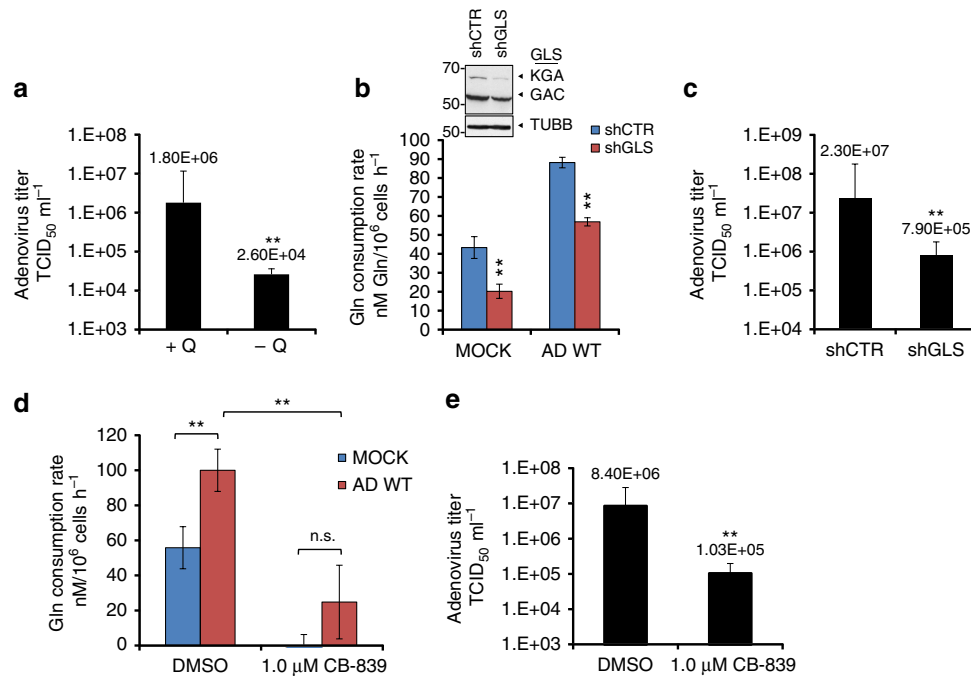 a
Adenovirus titer
TCID50 ml–1
1.E+08
1.E+07
1.E+06
1.E+05
1.E+04
1.E+03
1.80E+06
**
2.60E+04
+ Q
– Q
b
shCTR
shGLS
GLS
70
KGA
GAC
50
TUBB
50
shCTR
shGLS
Gln consumption rate
nM Gln/10⁶ cells h–1
100
90
80
70
60
50
40
30
20
10
0
**
**
MOCK
AD WT
c
Adenovirus titer
TCID50 ml–1
1.E+09
1.E+08
1.E+07
1.E+06
1.E+05
1.E+04
2.30E+07
**
7.90E+05
shCTR
shGLS
d
Gln consumption rate
nM/10⁶ cells h–1
120
100
80
60
40
20
0
**
**
n.s.
MOCK
AD WT
DMSO
1.0 μM CB-839
e
Adenovirus titer
TCID50 ml–1
1.E+08
1.E+07
1.E+06
1.E+05
1.E+04
1.E+03
8.40E+06
**
1.03E+05
DMSO
1.0 μM CB-839